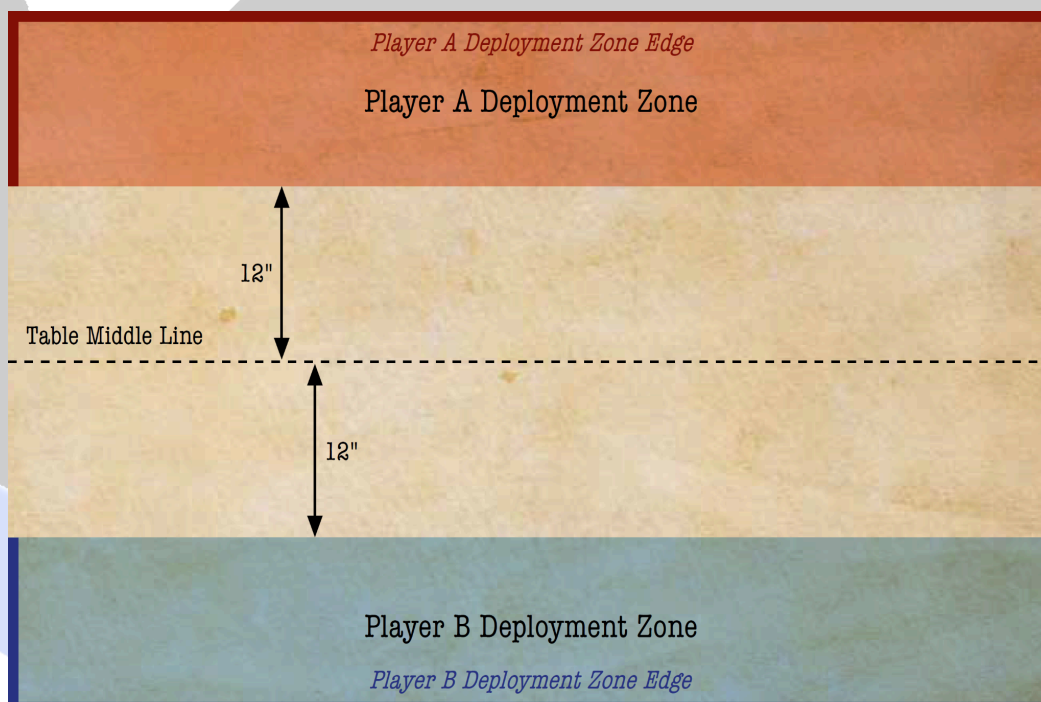 Player A Deployment Zone Edge
Player A Deployment Zone
12"
Table Middle Line
12"
Player B Deployment Zone
Player B Deployment Zone Edge